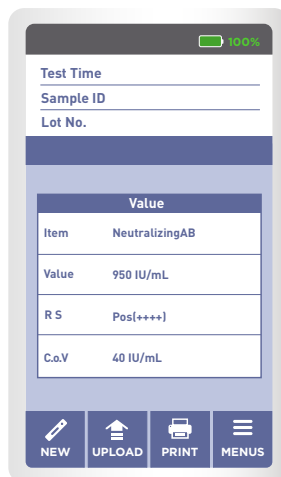 100%
Test Time
Sample ID
Lot No.
Value
Item NeutralizingAB
Value 950 IU/mL
R S Pos(++++)
C.o.V 40 IU/mL
NEW UPLOAD PRINT MENUS